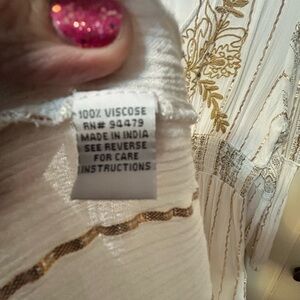 100% VISCOSE
RN# 94479
MADE IN INDIA
SEE REVERSE
FOR CARE
INSTRUCTIONS